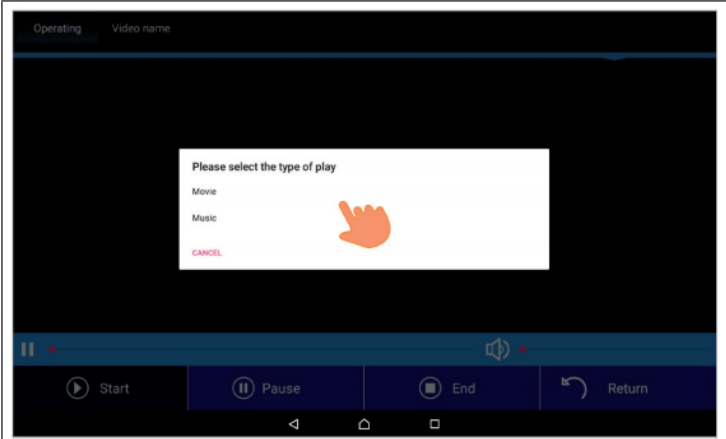 Operating Video name
Please select the type of play
Movie
Music
CANCEL
Start Pause End Return